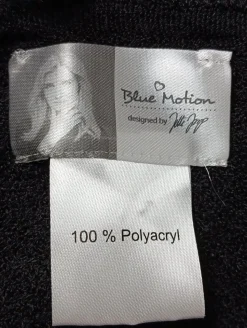 Blue Motion
designed by
100 % Polyacryl